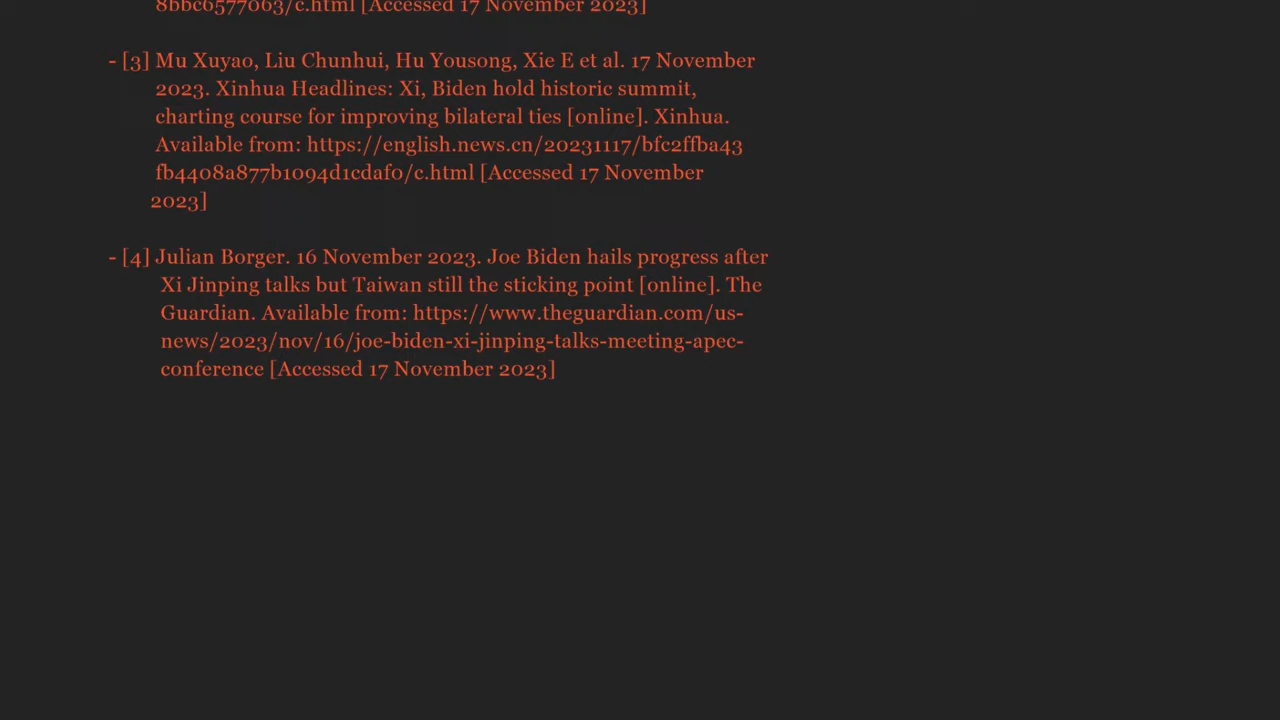 8bbc6577063/c.html [Accessed 17 November 2023]
- [3] Mu Xuyao, Liu Chunhui, Hu Yousong, Xie E et al. 17 November
2023. Xinhua Headlines: Xi, Biden hold historic summit,
charting course for improving bilateral ties [online]. Xinhua.
Available from: https://english.news.cn/20231117/bfc2ffba43
fb4408a877b1094d1cdaf0/c.html [Accessed 17 November
2023]
- [4] Julian Borger. 16 November 2023. Joe Biden hails progress after
Xi Jinping talks but Taiwan still the sticking point [online]. The
Guardian. Available from: https://www.theguardian.com/us-
news/2023/nov/16/joe-biden-xi-jinping-talks-meeting-apec-
conference [Accessed 17 November 2023]